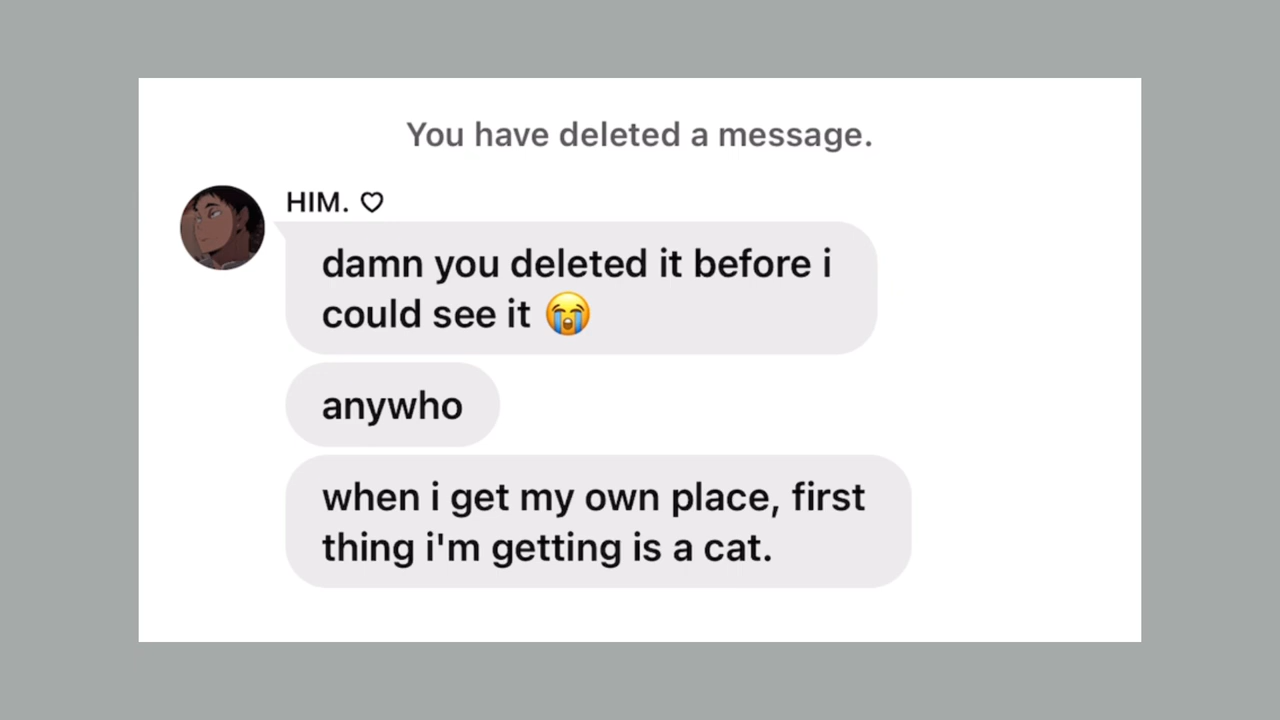 You have deleted a message.
HIM. ♡
damn you deleted it before i
could see it 😭
anywho
when i get my own place, first
thing i'm getting is a cat.